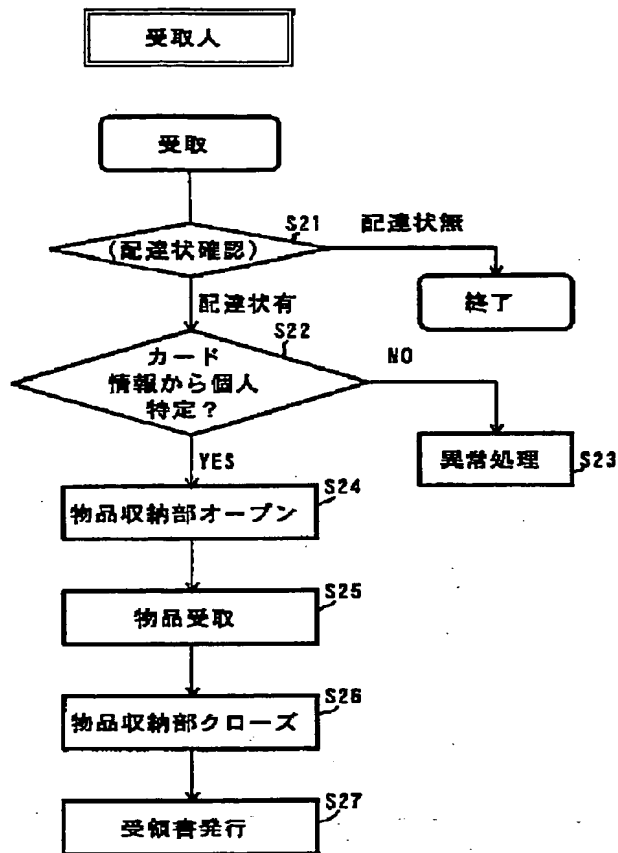 受取人
受取
S21
配達状無
(配達状確認)
終了
配達状有
S22
カード
情報から個人
特定?
NO
YES
異常処理
S23
S24
物品収納部オープン
S25
物品受取
S26
物品収納部クローズ
S27
受領書発行